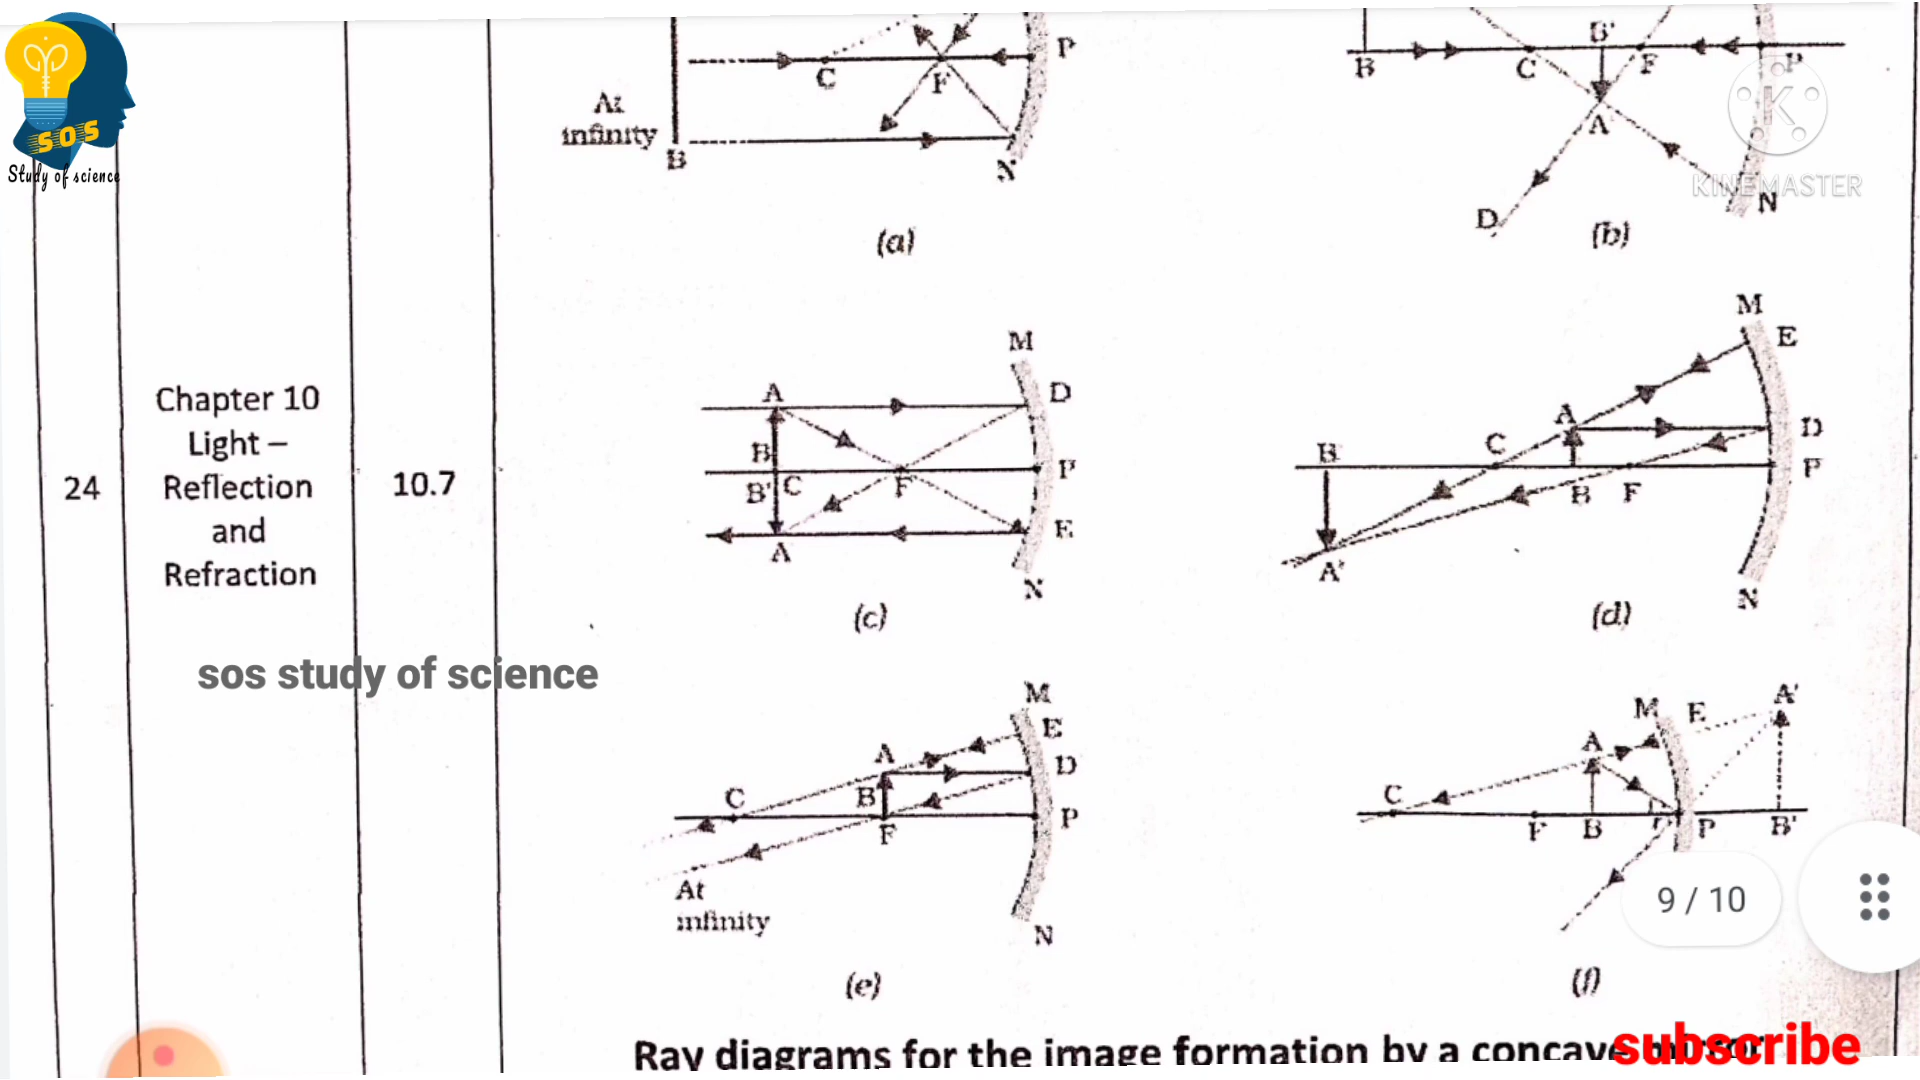 SOS
Study of science
At
infinity
B
C
F
P
N
(a)
B
C
B'
F
P
A
D
N
(b)
K
KINEMASTER
24
Chapter 10
Light –
Reflection
and
Refraction
10.7
M
A
D
B
B'
C
F
P
A
E
N
(c)
M
E
A
D
C
B
P
B
F
A'
N
(d)
sos study of science
M
E
A
D
C
B
F
P
At
infinity
N
(e)
M
E
A'
A
C
F
B
P
B'
(f)
9 / 10
Ray diagrams for the image formation by a concave mirror
subscribe